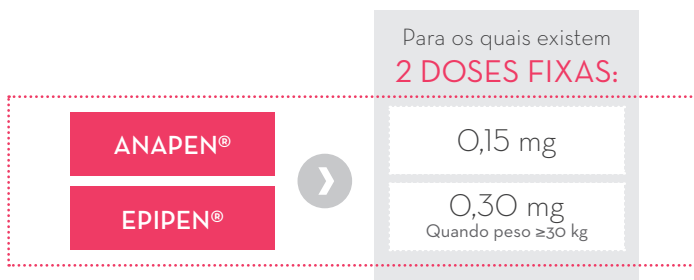 Para os quais existem
2 DOSES FIXAS:
ANAPEN®
0,15 mg
EPIPEN®
0,30 mg
Quando peso ≥30 kg